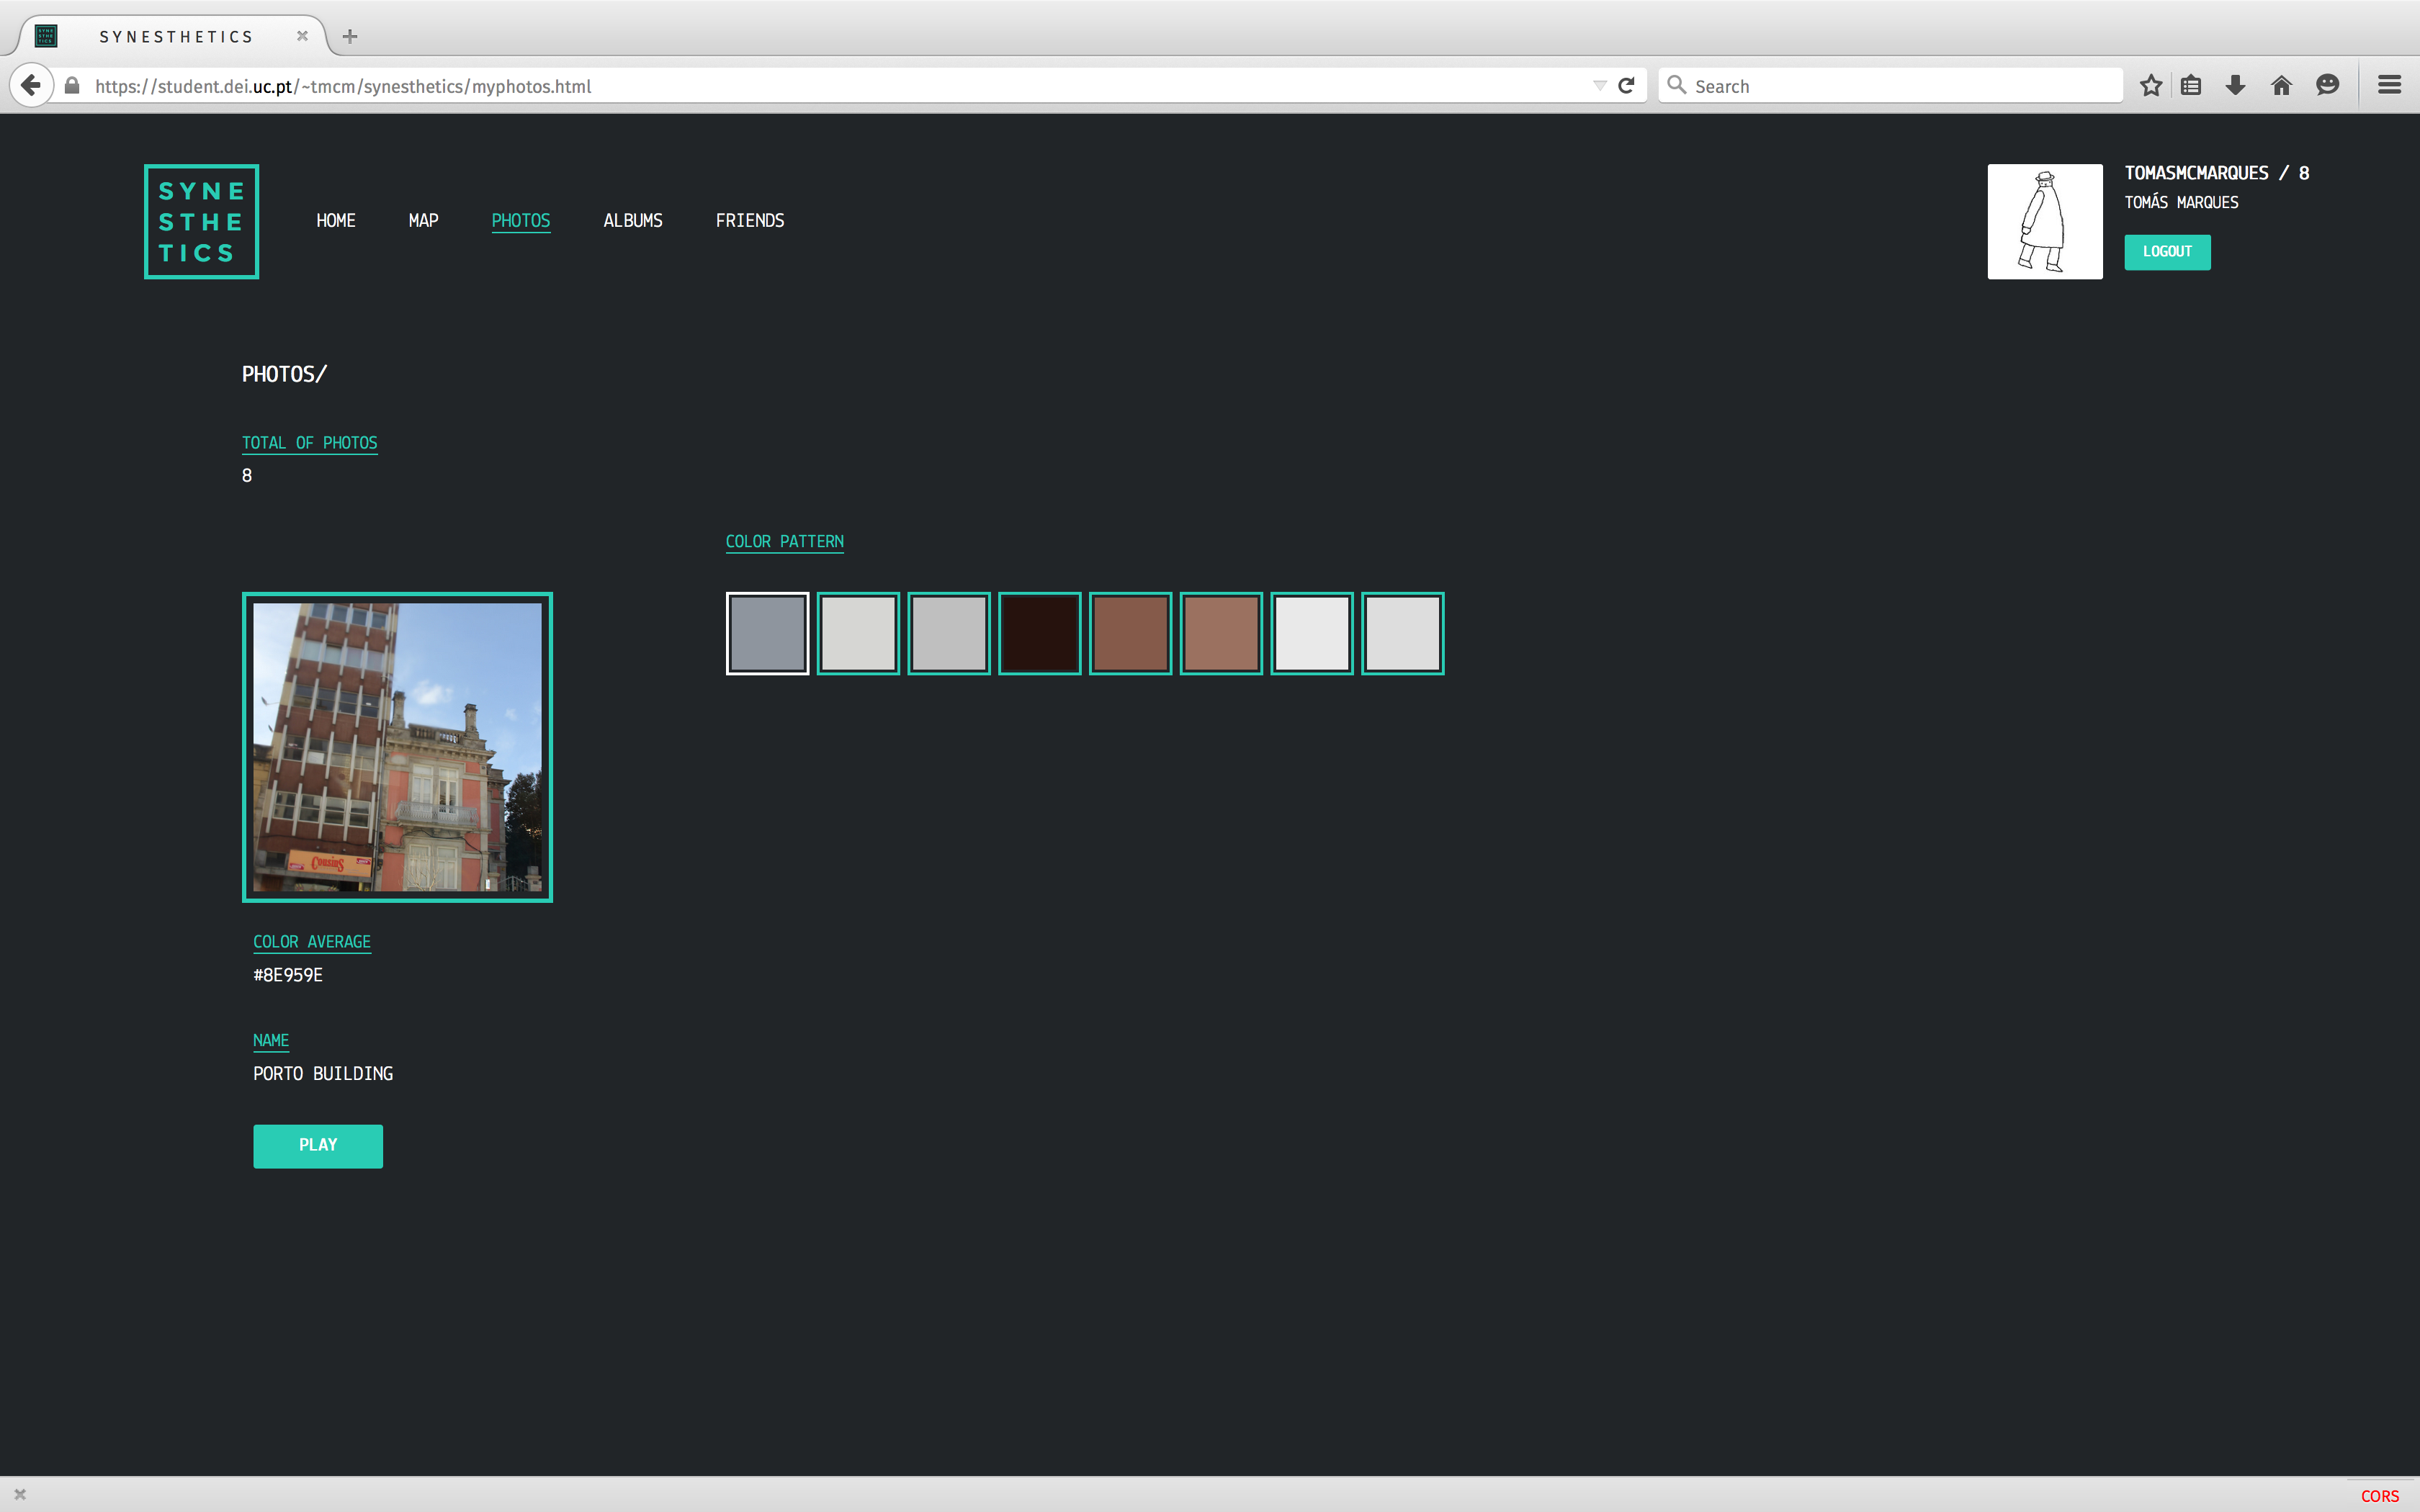 SYNESTHETICS
https://student.dei.uc.pt/~tmcm/synesthetics/myphotos.html
Search
SYNE
STHE
TICS
HOME MAP PHOTOS ALBUMS FRIENDS
TOMASMCMARQUES / 8
TOMÁS MARQUES
LOGOUT
PHOTOS/
TOTAL OF PHOTOS
8
COLOR PATTERN
Cousins
COLOR AVERAGE
#8E959E
NAME
PORTO BUILDING
PLAY
CORS